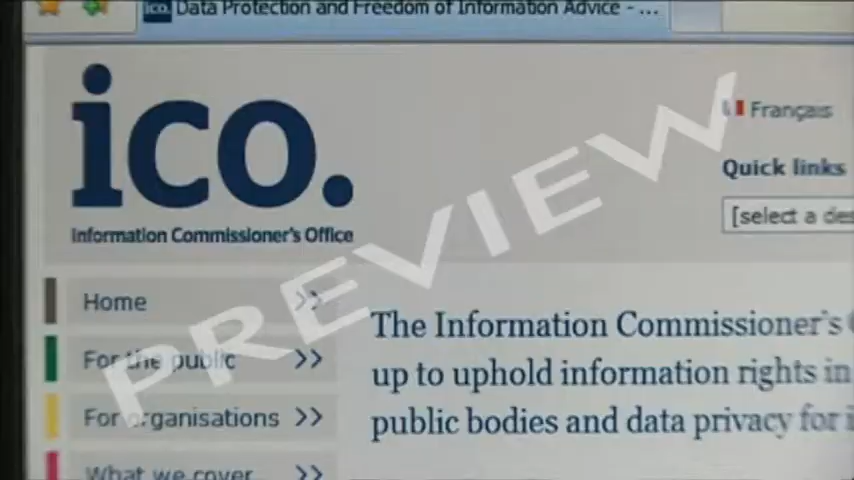 ico. Data Protection and Freedom of Information Advice - ...
ico.
Information Commissioner's Office
Français
Quick links
[select a des
PREVIEW
Home >>
For the public >>
For organisations >>
What we cover >>
The Information Commissioner's
up to uphold information rights in
public bodies and data privacy for i